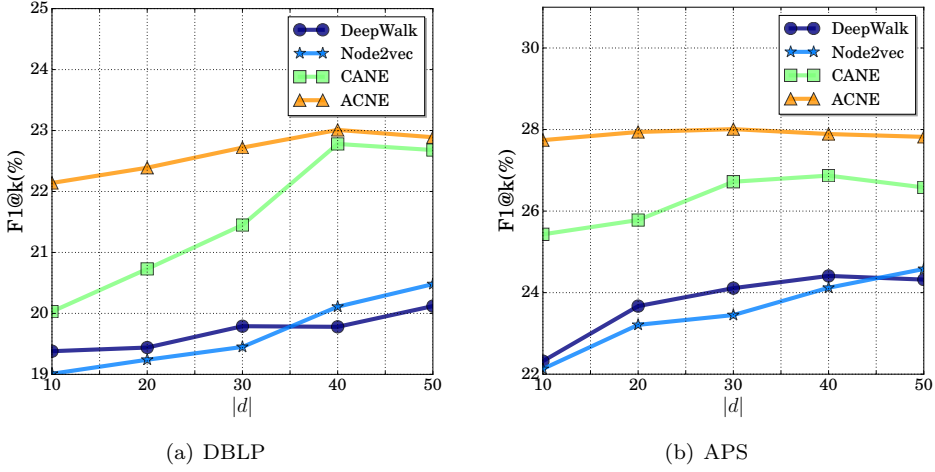 25
24
23
22
21
20
19
10
20
30
40
50
F1@k(%)
|d|
DeepWalk
Node2vec
CANE
ACNE
(a) DBLP
30
28
26
24
22
10
20
30
40
50
F1@k(%)
|d|
DeepWalk
Node2vec
CANE
ACNE
(b) APS